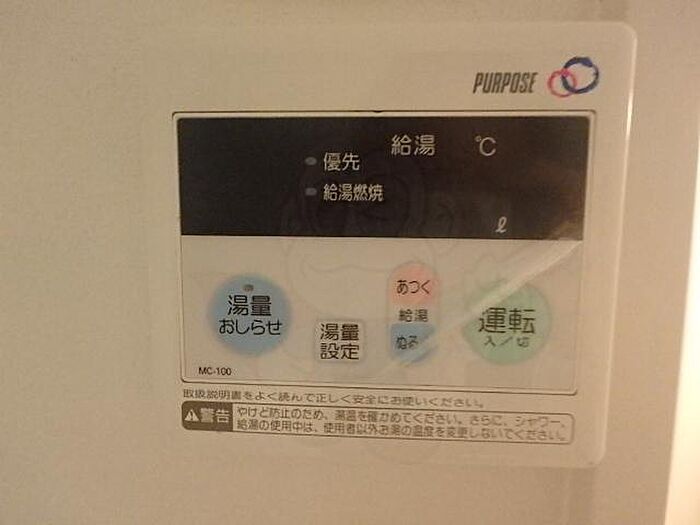 PURPOSE
給湯 ℃
優先
給湯燃焼
ℓ
湯量
おしらせ
湯量
設定
あつく
給湯
ぬるく
運転
入／切
MC-100
取扱説明書をよく読んで正しく安全にお使いください。
警告 やけど防止のため、湯温を確かめてください。さらに、シャワー、
給湯の使用中は、使用者以外お湯の温度を変更しないでください。